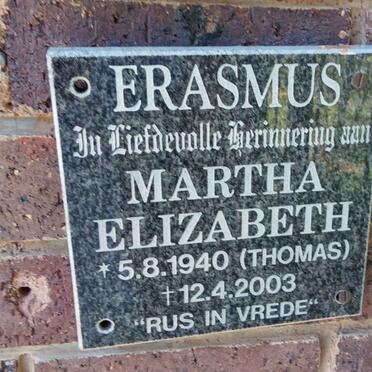 ERASMUS
In Liefdevolle Herinnering aan
MARTHA
ELIZABETH
* 5.8.1940 (THOMAS)
†12.4.2003
"RUS IN VREDE"